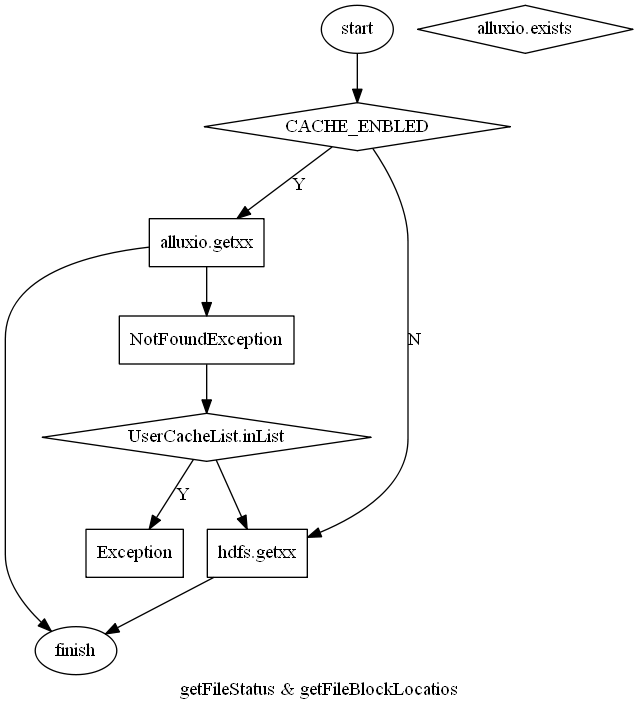 start
alluxio.exists
CACHE_ENBLED
Y
alluxio.getxx
NotFoundException
N
UserCacheList.inList
Y
Exception
hdfs.getxx
finish
getFileStatus & getFileBlockLocatios